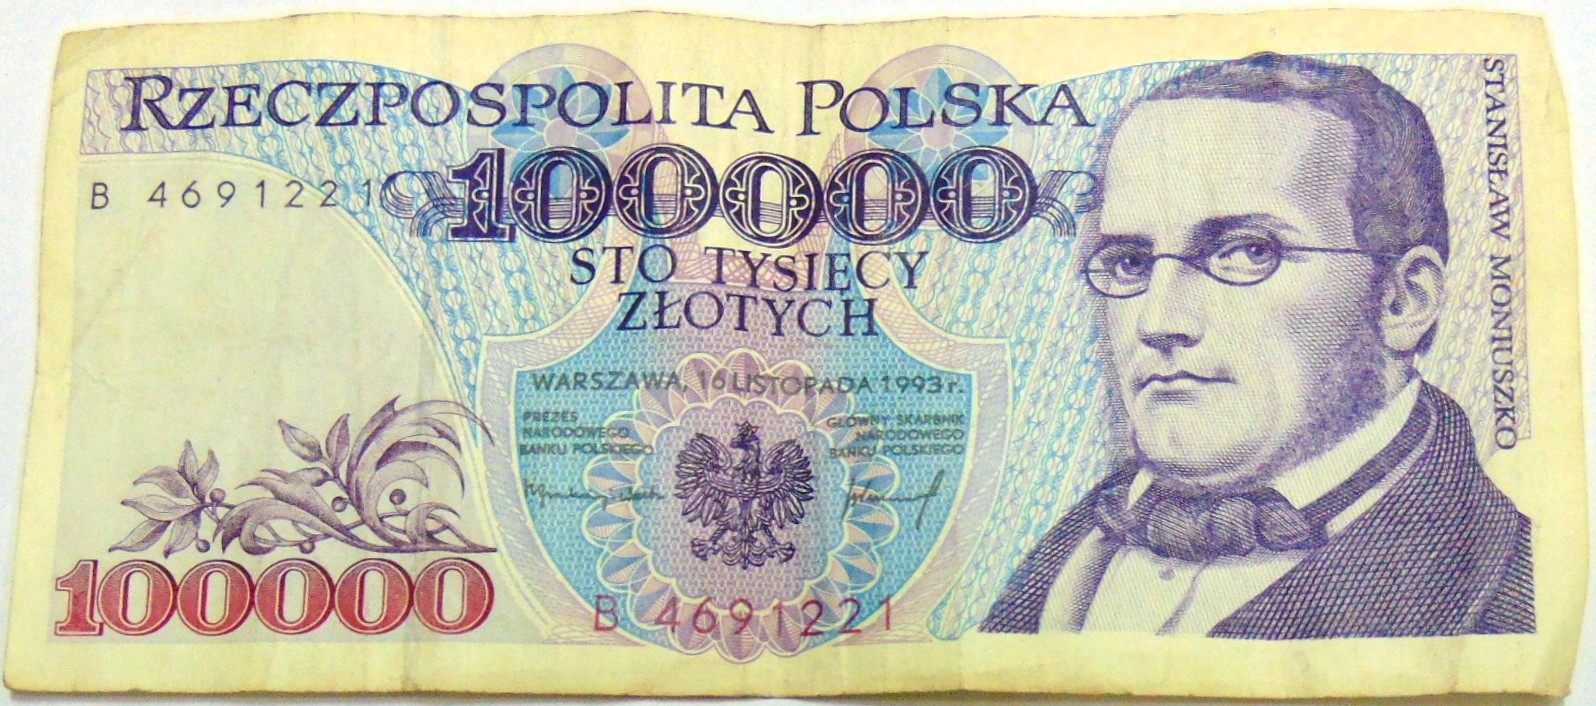 RZECZPOSPOLITA POLSKA
B 4691221
100000
STO TYSIĘCY
ZŁOTYCH
WARSZAWA, 16 LISTOPADA 1993 r.
PREZES
NARODOWEGO
BANKU POLSKIEGO
GŁÓWNY SKARBNIK
NARODOWEGO
BANKU POLSKIEGO
100000
B 4691221
STANISŁAW MONIUSZKO